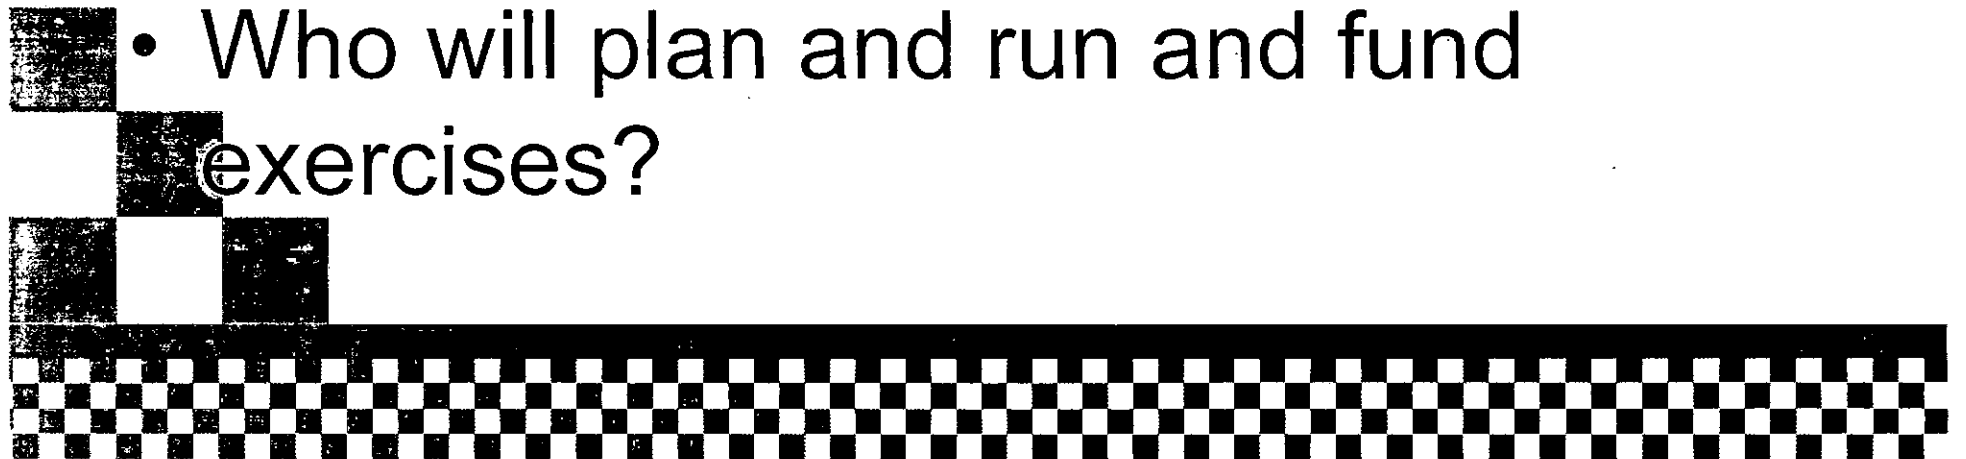 • Who will plan and run and fund
exercises?